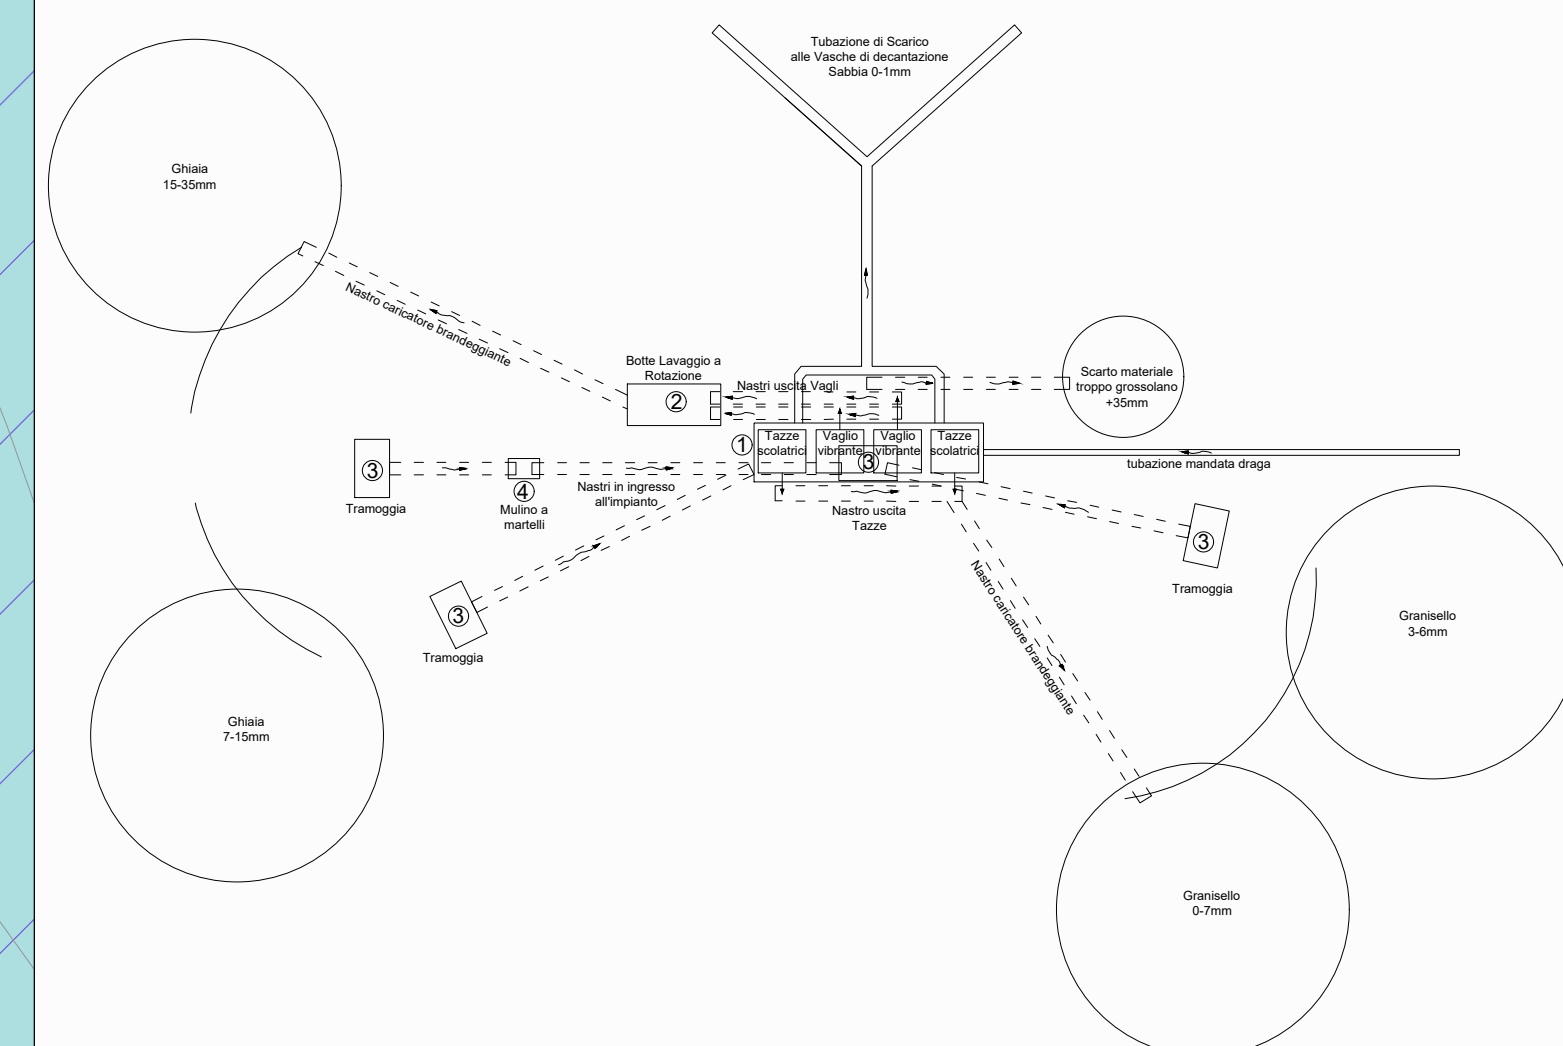 Tubazione di Scarico
alle Vasche di decantazione
Sabbia 0-1mm
Ghiaia
15-35mm
Nastro caricatore brandeggiante
Botte Lavaggio a
Rotazione
2
Nastri uscita Vagli
Scarto materiale
troppo grossolano
+35mm
1
Tazze
scolatrici
Vaglio
vibrante
Vaglio
vibrante
Tazze
scolatrici
3
tubazione mandata draga
3
Tramoggia
4
Mulino a
martelli
Nastri in ingresso
all'impianto
Nastro uscita
Tazze
3
Tramoggia
3
Tramoggia
Nastro caricatore brandeggiante
Granisello
3-6mm
Ghiaia
7-15mm
Granisello
0-7mm